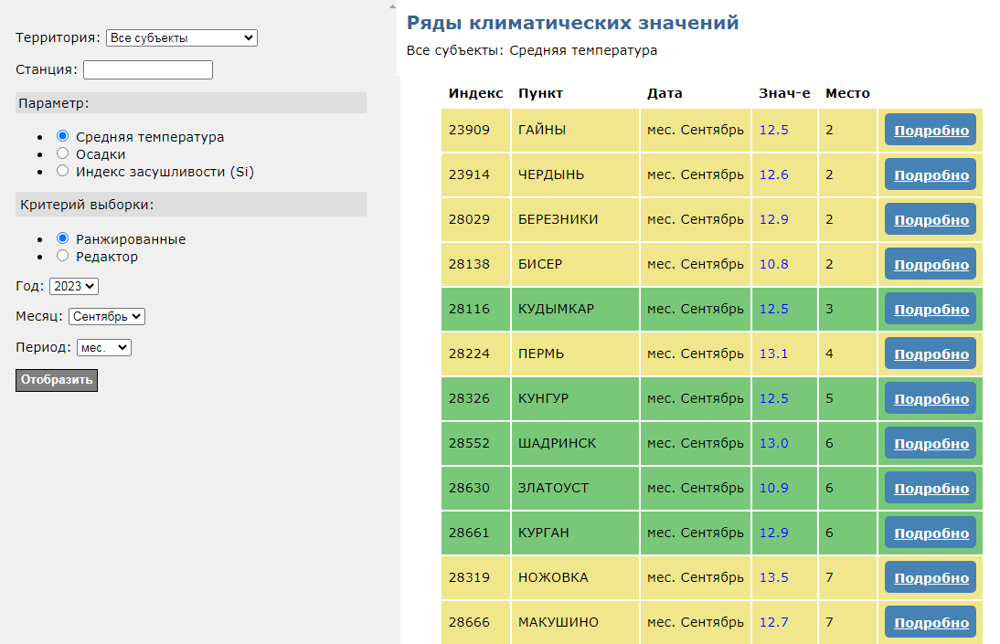 Территория: Все субъекты
Станция:
Параметр:
Средняя температура
Осадки
Индекс засушливости (Si)
Критерий выборки:
Ранжированные
Редактор
Год: 2023
Месяц: Сентябрь
Период: мес.
Отобразить
Ряды климатических значений
Все субъекты: Средняя температура
Индекс Пункт Дата Знач-е Место
23909 ГАЙНЫ мес. Сентябрь 12.5 2 Подробно
23914 ЧЕРДЫНЬ мес. Сентябрь 12.6 2 Подробно
28029 БЕРЕЗНИКИ мес. Сентябрь 12.9 2 Подробно
28138 БИСЕР мес. Сентябрь 10.8 2 Подробно
28116 КУДЫМКАР мес. Сентябрь 12.5 3 Подробно
28224 ПЕРМЬ мес. Сентябрь 13.1 4 Подробно
28326 КУНГУР мес. Сентябрь 12.5 5 Подробно
28552 ШАДРИНСК мес. Сентябрь 13.0 6 Подробно
28630 ЗЛАТОУСТ мес. Сентябрь 10.9 6 Подробно
28661 КУРГАН мес. Сентябрь 12.9 6 Подробно
28319 НОЖОВКА мес. Сентябрь 13.5 7 Подробно
28666 МАКУШИНО мес. Сентябрь 12.7 7 Подробно